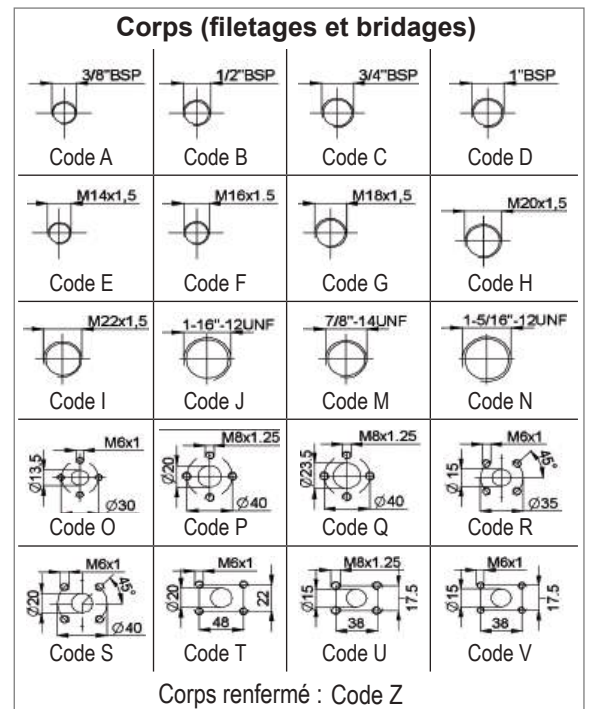 Corps (filetages et bridages)
3/8"BSP 1/2"BSP 3/4"BSP 1"BSP
Code A Code B Code C Code D
M14x1,5 M16x1.5 M18x1,5 M20x1,5
Code E Code F Code G Code H
M22x1,5 1-16"-12UNF 7/8"-14UNF 1-5/16"-12UNF
Code I Code J Code M Code N
M6x1 M8x1.25 M8x1.25 M6x1
Ø13,5 Ø20 Ø23,5 Ø15 45°
Ø30 Ø40 Ø40 Ø35
Code O Code P Code Q Code R
M6x1 M6x1 M8x1.25 M6x1
Ø20 45° Ø20 22 Ø15 17.5 Ø15 17.5
Ø40 48 38 38
Code S Code T Code U Code V
Corps renfermé : Code Z